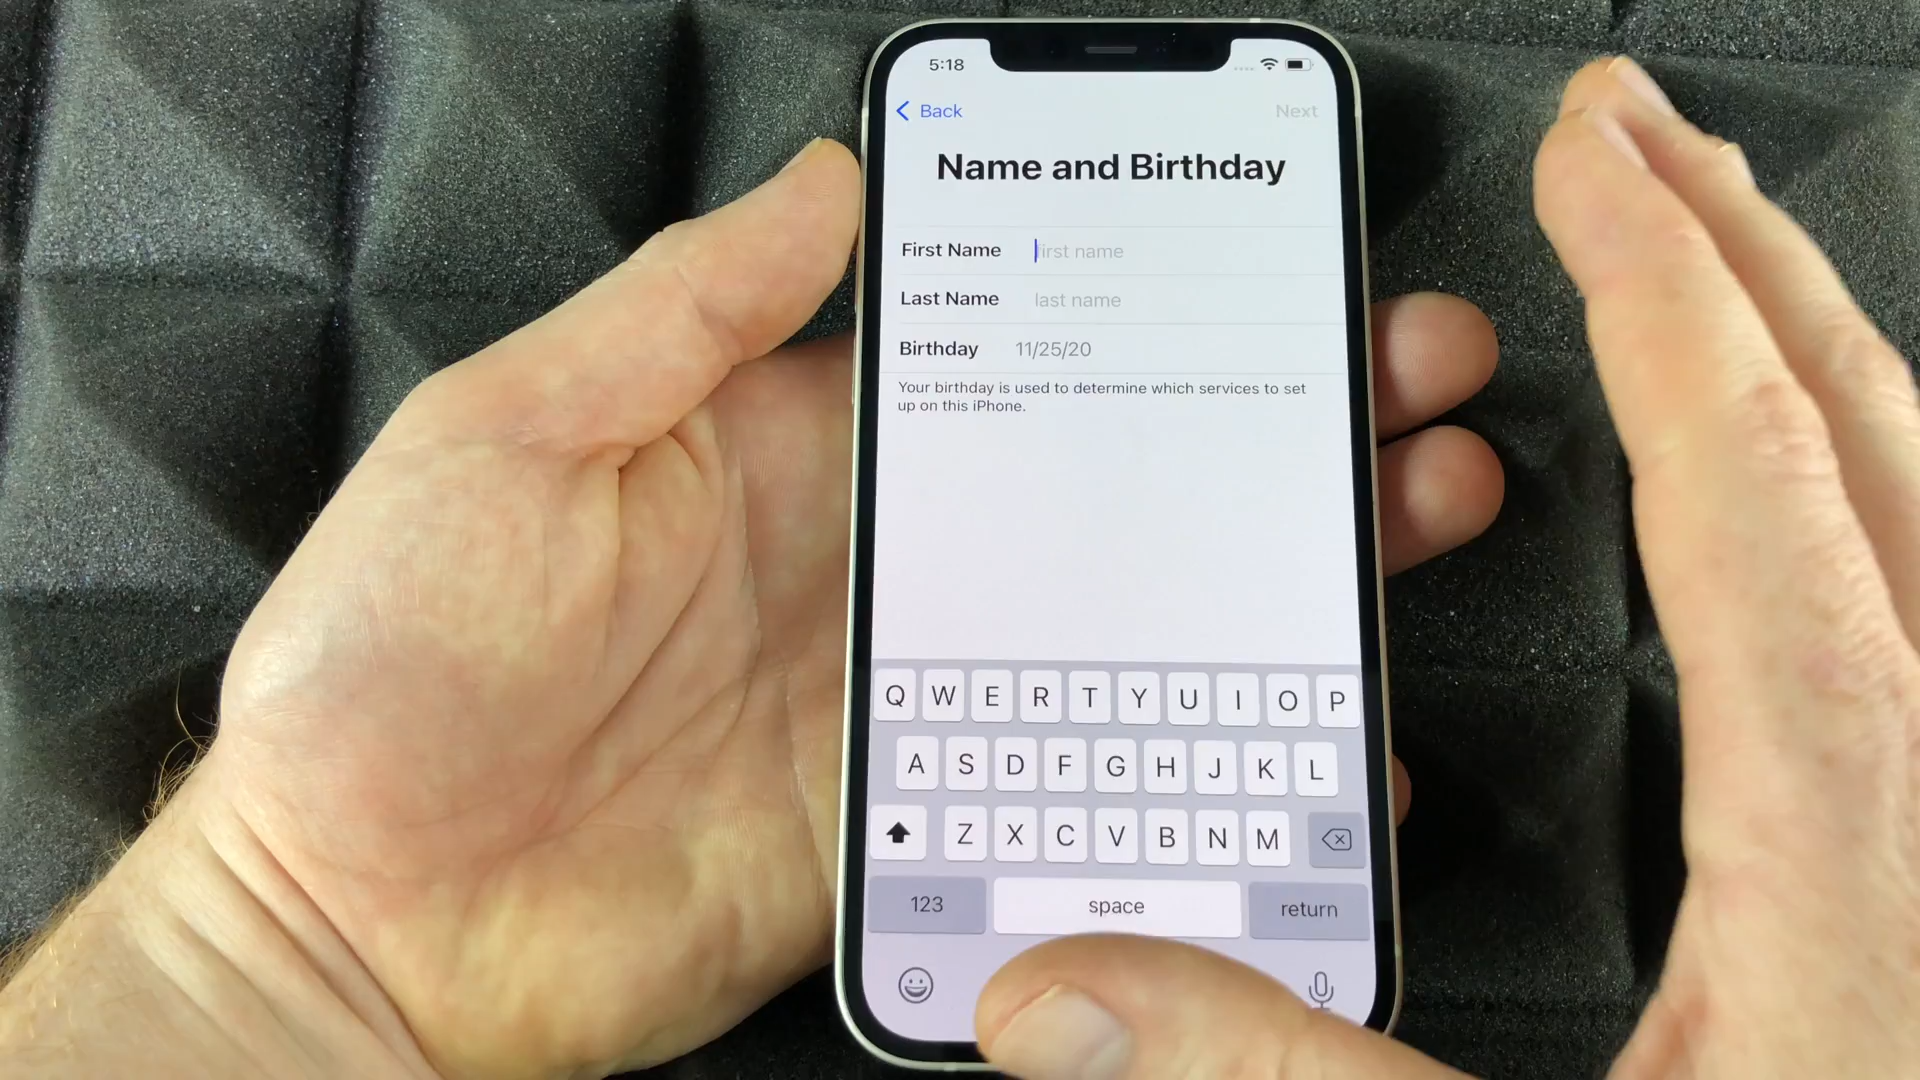 5:18
Back
Next
Name and Birthday
First Name
first name
Last Name
last name
Birthday
11/25/20
Your birthday is used to determine which services to set
up on this iPhone.
Q W E R T Y U I O P
A S D F G H J K L
Z X C V B N M
123
space
return